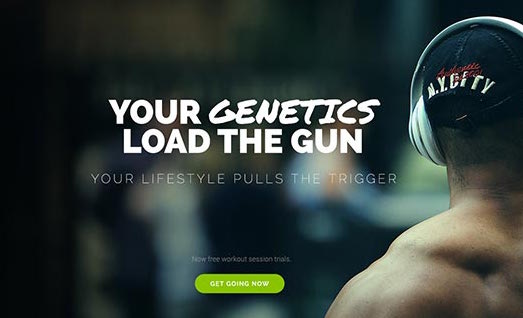 YOUR GENETICS
LOAD THE GUN
YOUR LIFESTYLE PULLS THE TRIGGER
Now free workout session trials.
GET GOING NOW
Authentic
N.Y.CITY